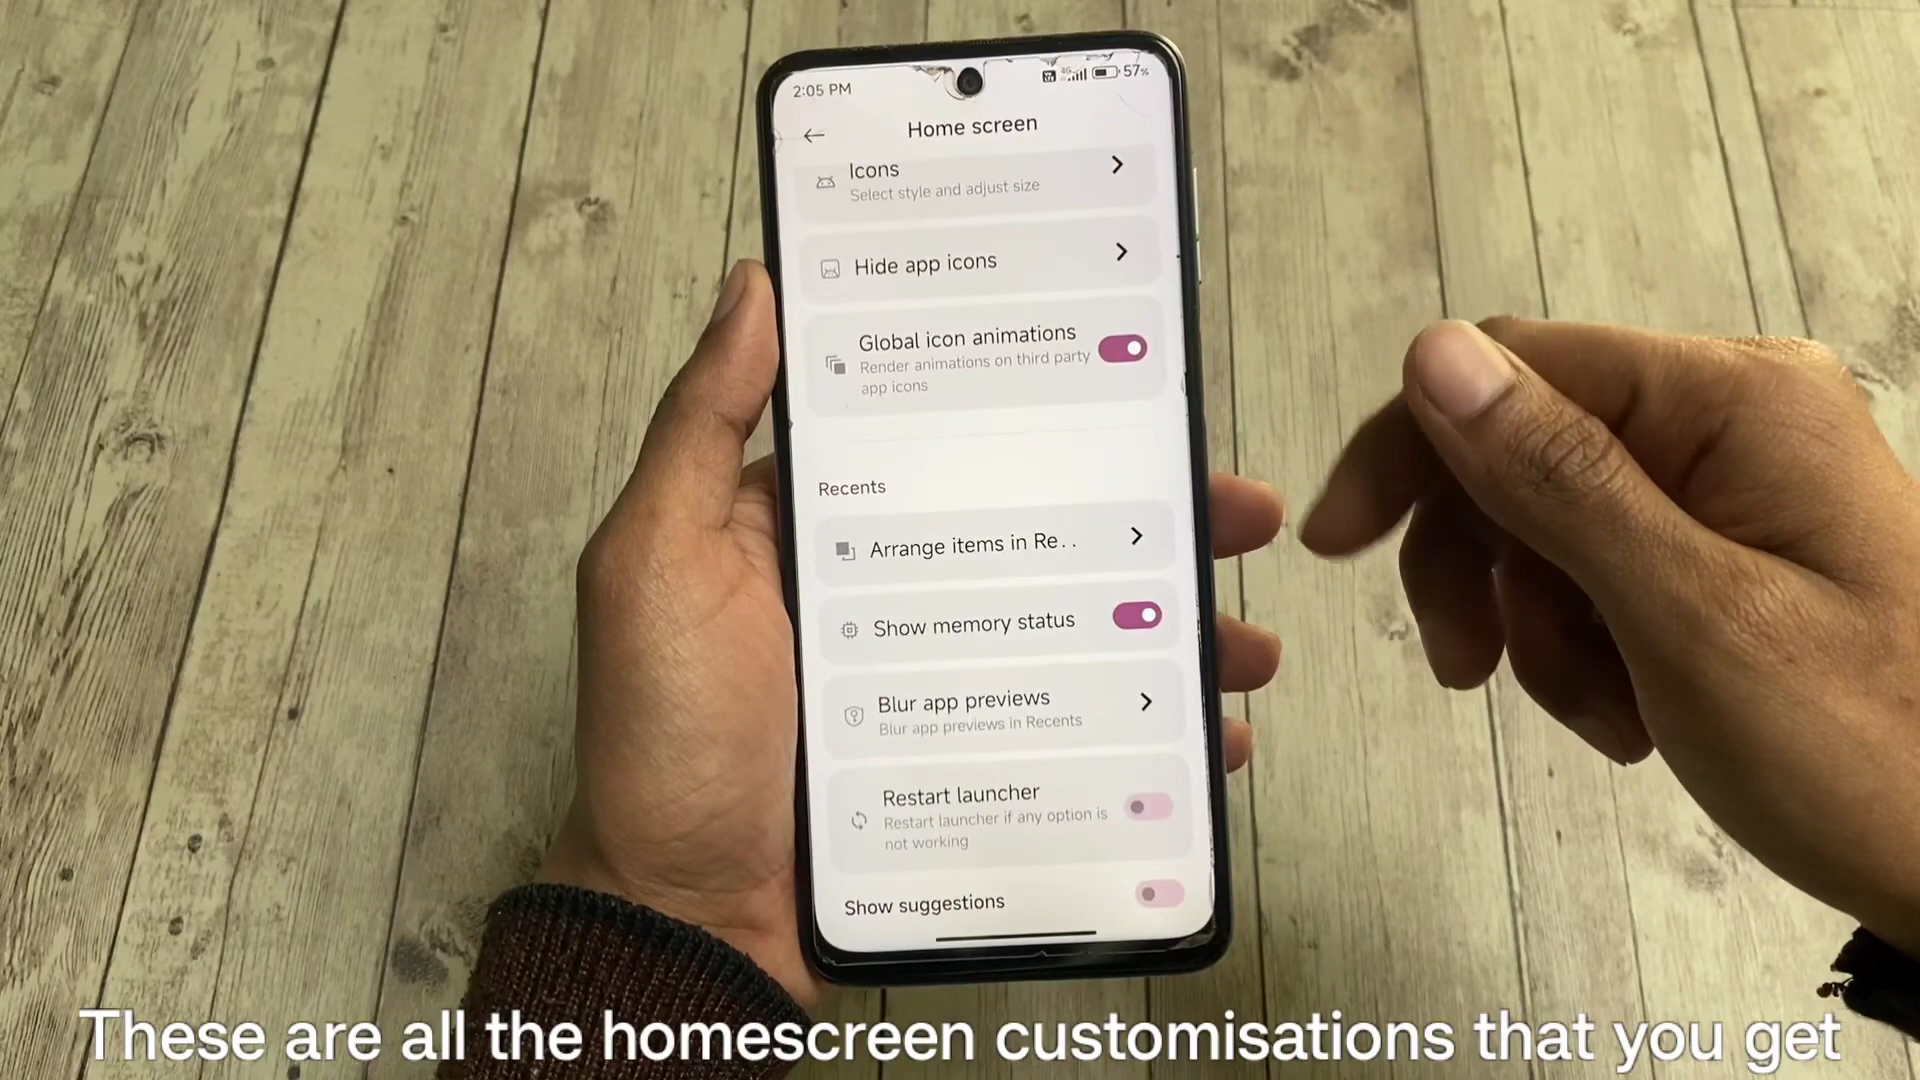 2:05 PM
4G
57%
Home screen
Icons
Select style and adjust size
Hide app icons
Global icon animations
Render animations on third party
app icons
Recents
Arrange items in Re..
Show memory status
Blur app previews
Blur app previews in Recents
Restart launcher
Restart launcher if any option is
not working
Show suggestions
These are all the homescreen customisations that you get